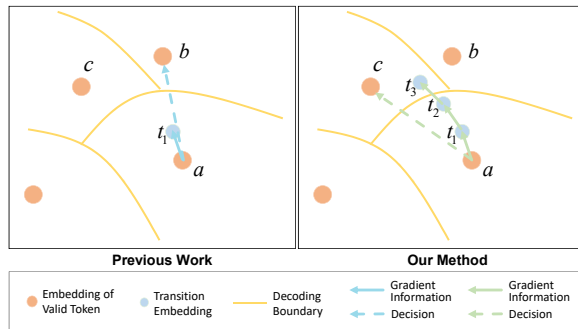 b
c
t1
a
Previous Work
b
c
t3
t2
t1
a
Our Method
Embedding of
Valid Token
Transition
Embedding
Decoding
Boundary
Gradient
Information
Decision
Gradient
Information
Decision